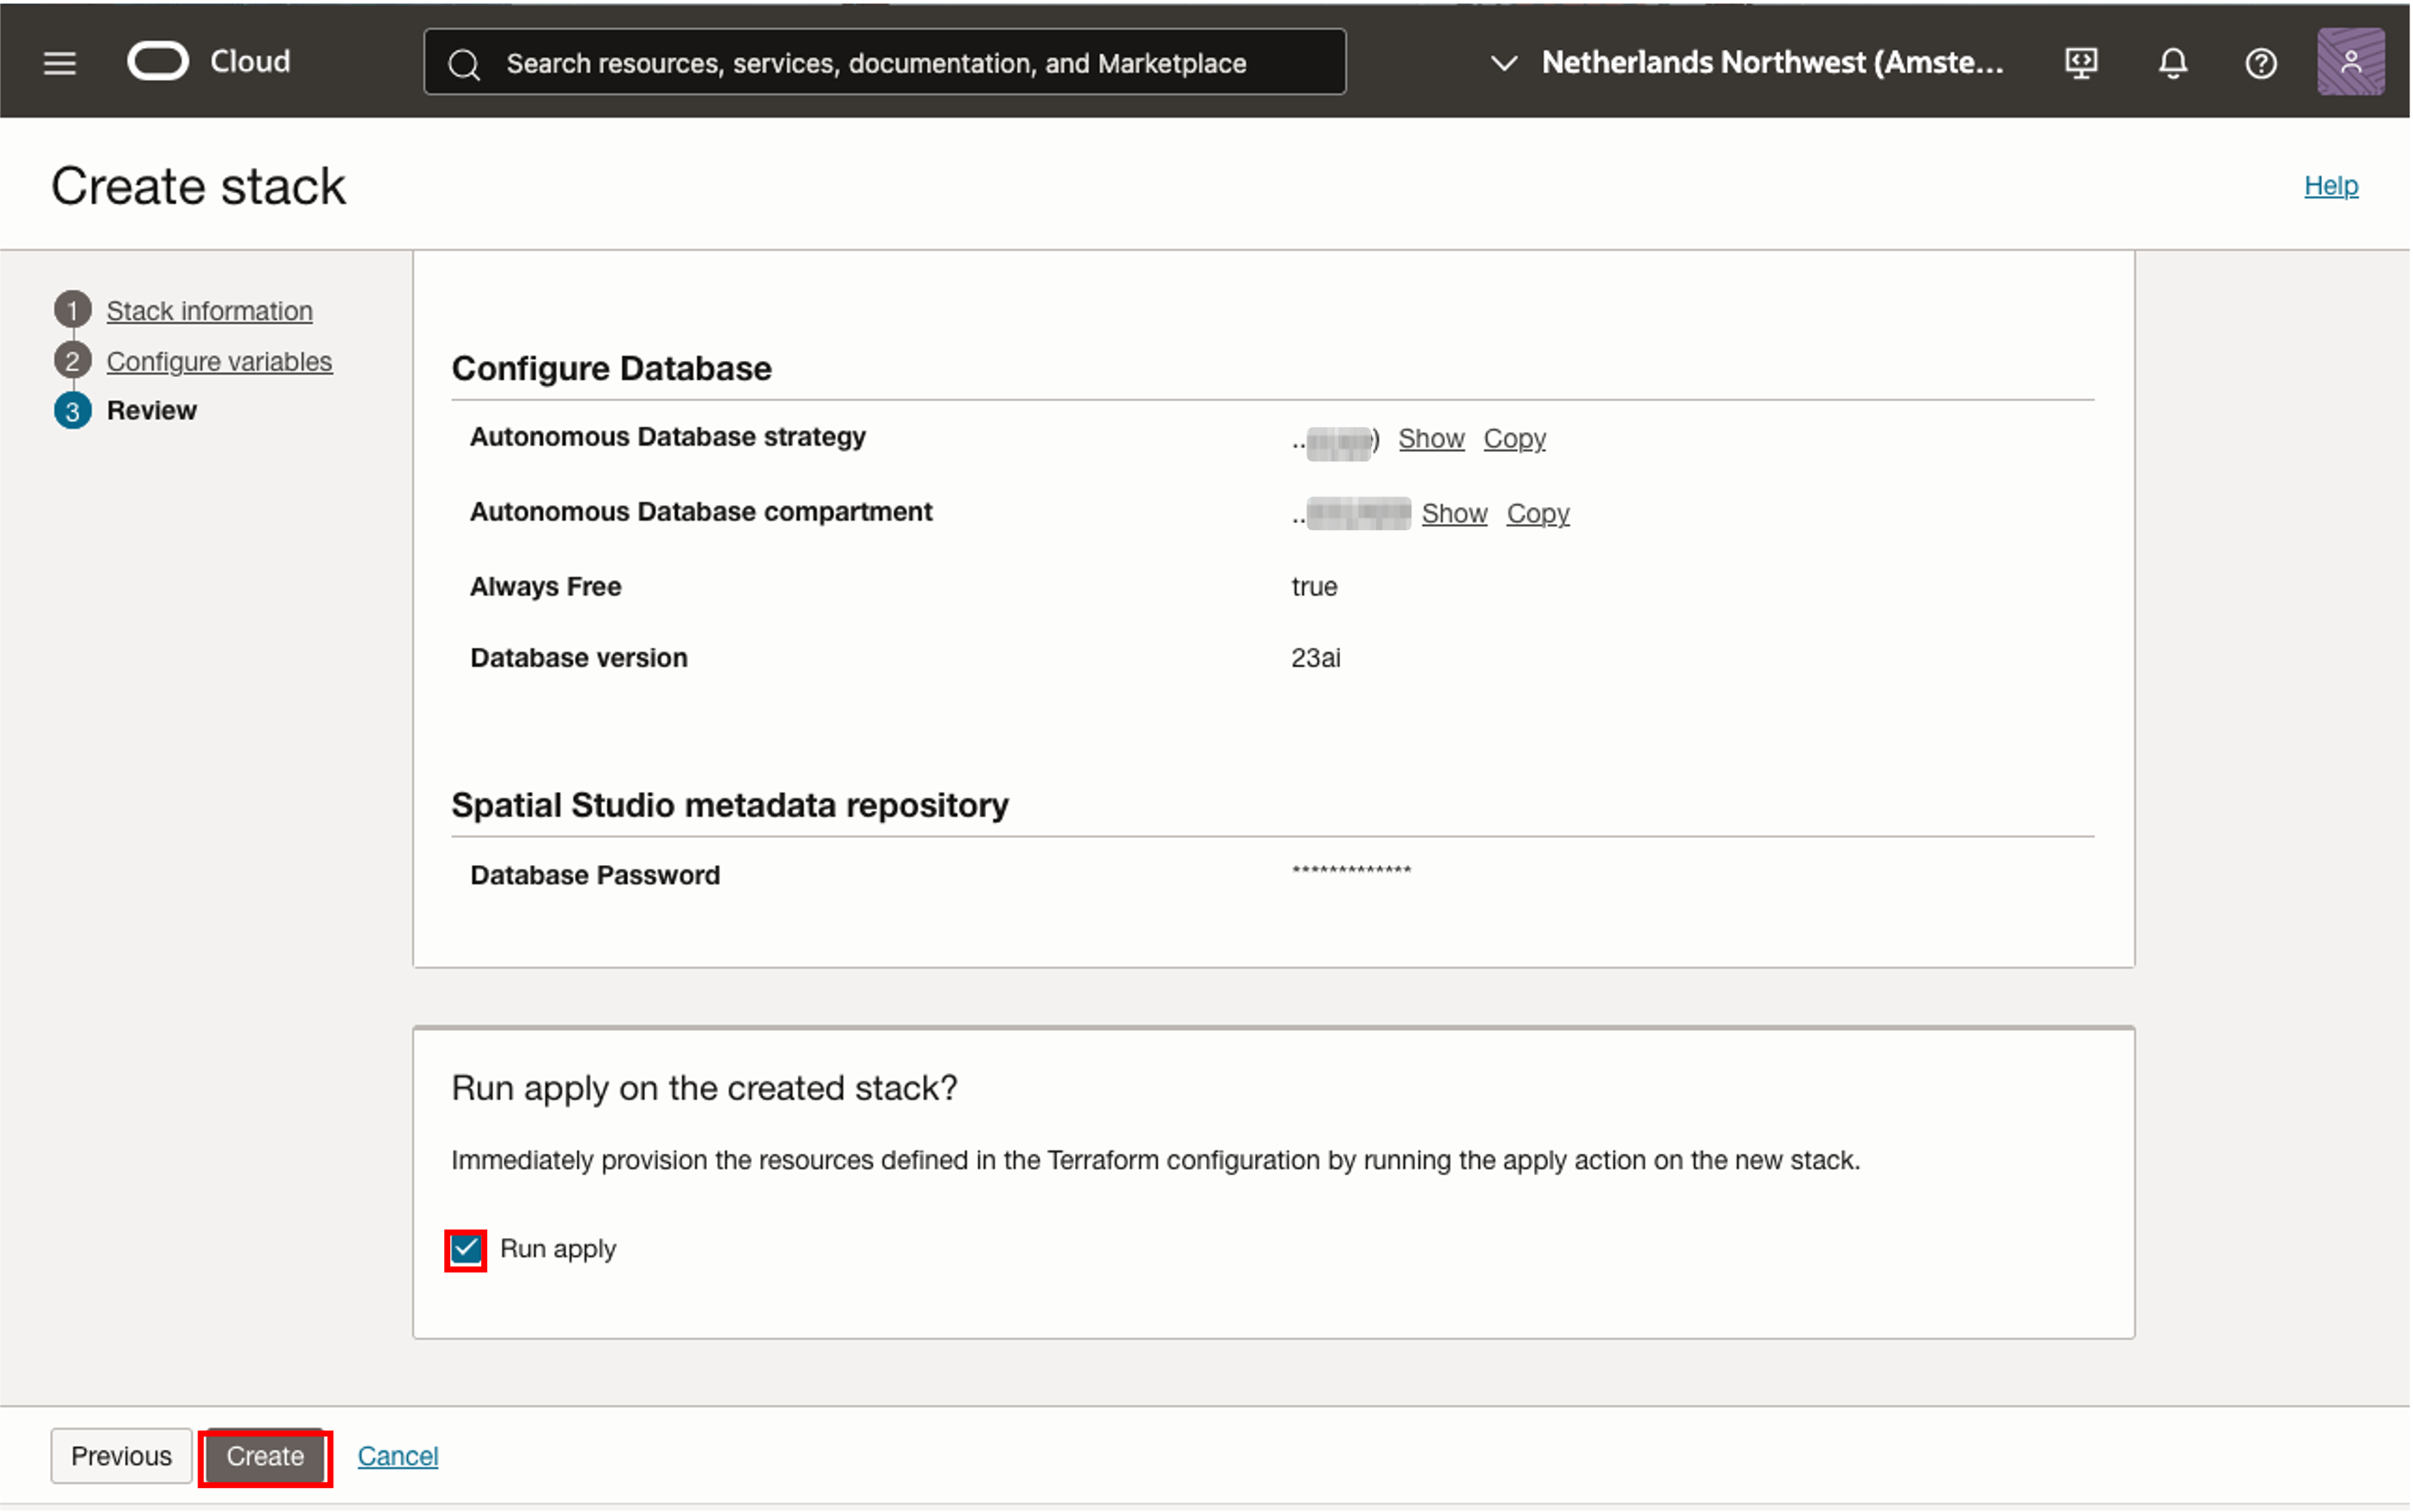 Cloud
Search resources, services, documentation, and Marketplace
Netherlands Northwest (Amste...
Create stack
Help
1 Stack information
2 Configure variables
3 Review
Configure Database
Autonomous Database strategy ..) Show Copy
Autonomous Database compartment .. Show Copy
Always Free true
Database version 23ai
Spatial Studio metadata repository
Database Password *************
Run apply on the created stack?
Immediately provision the resources defined in the Terraform configuration by running the apply action on the new stack.
Run apply
Previous Create Cancel